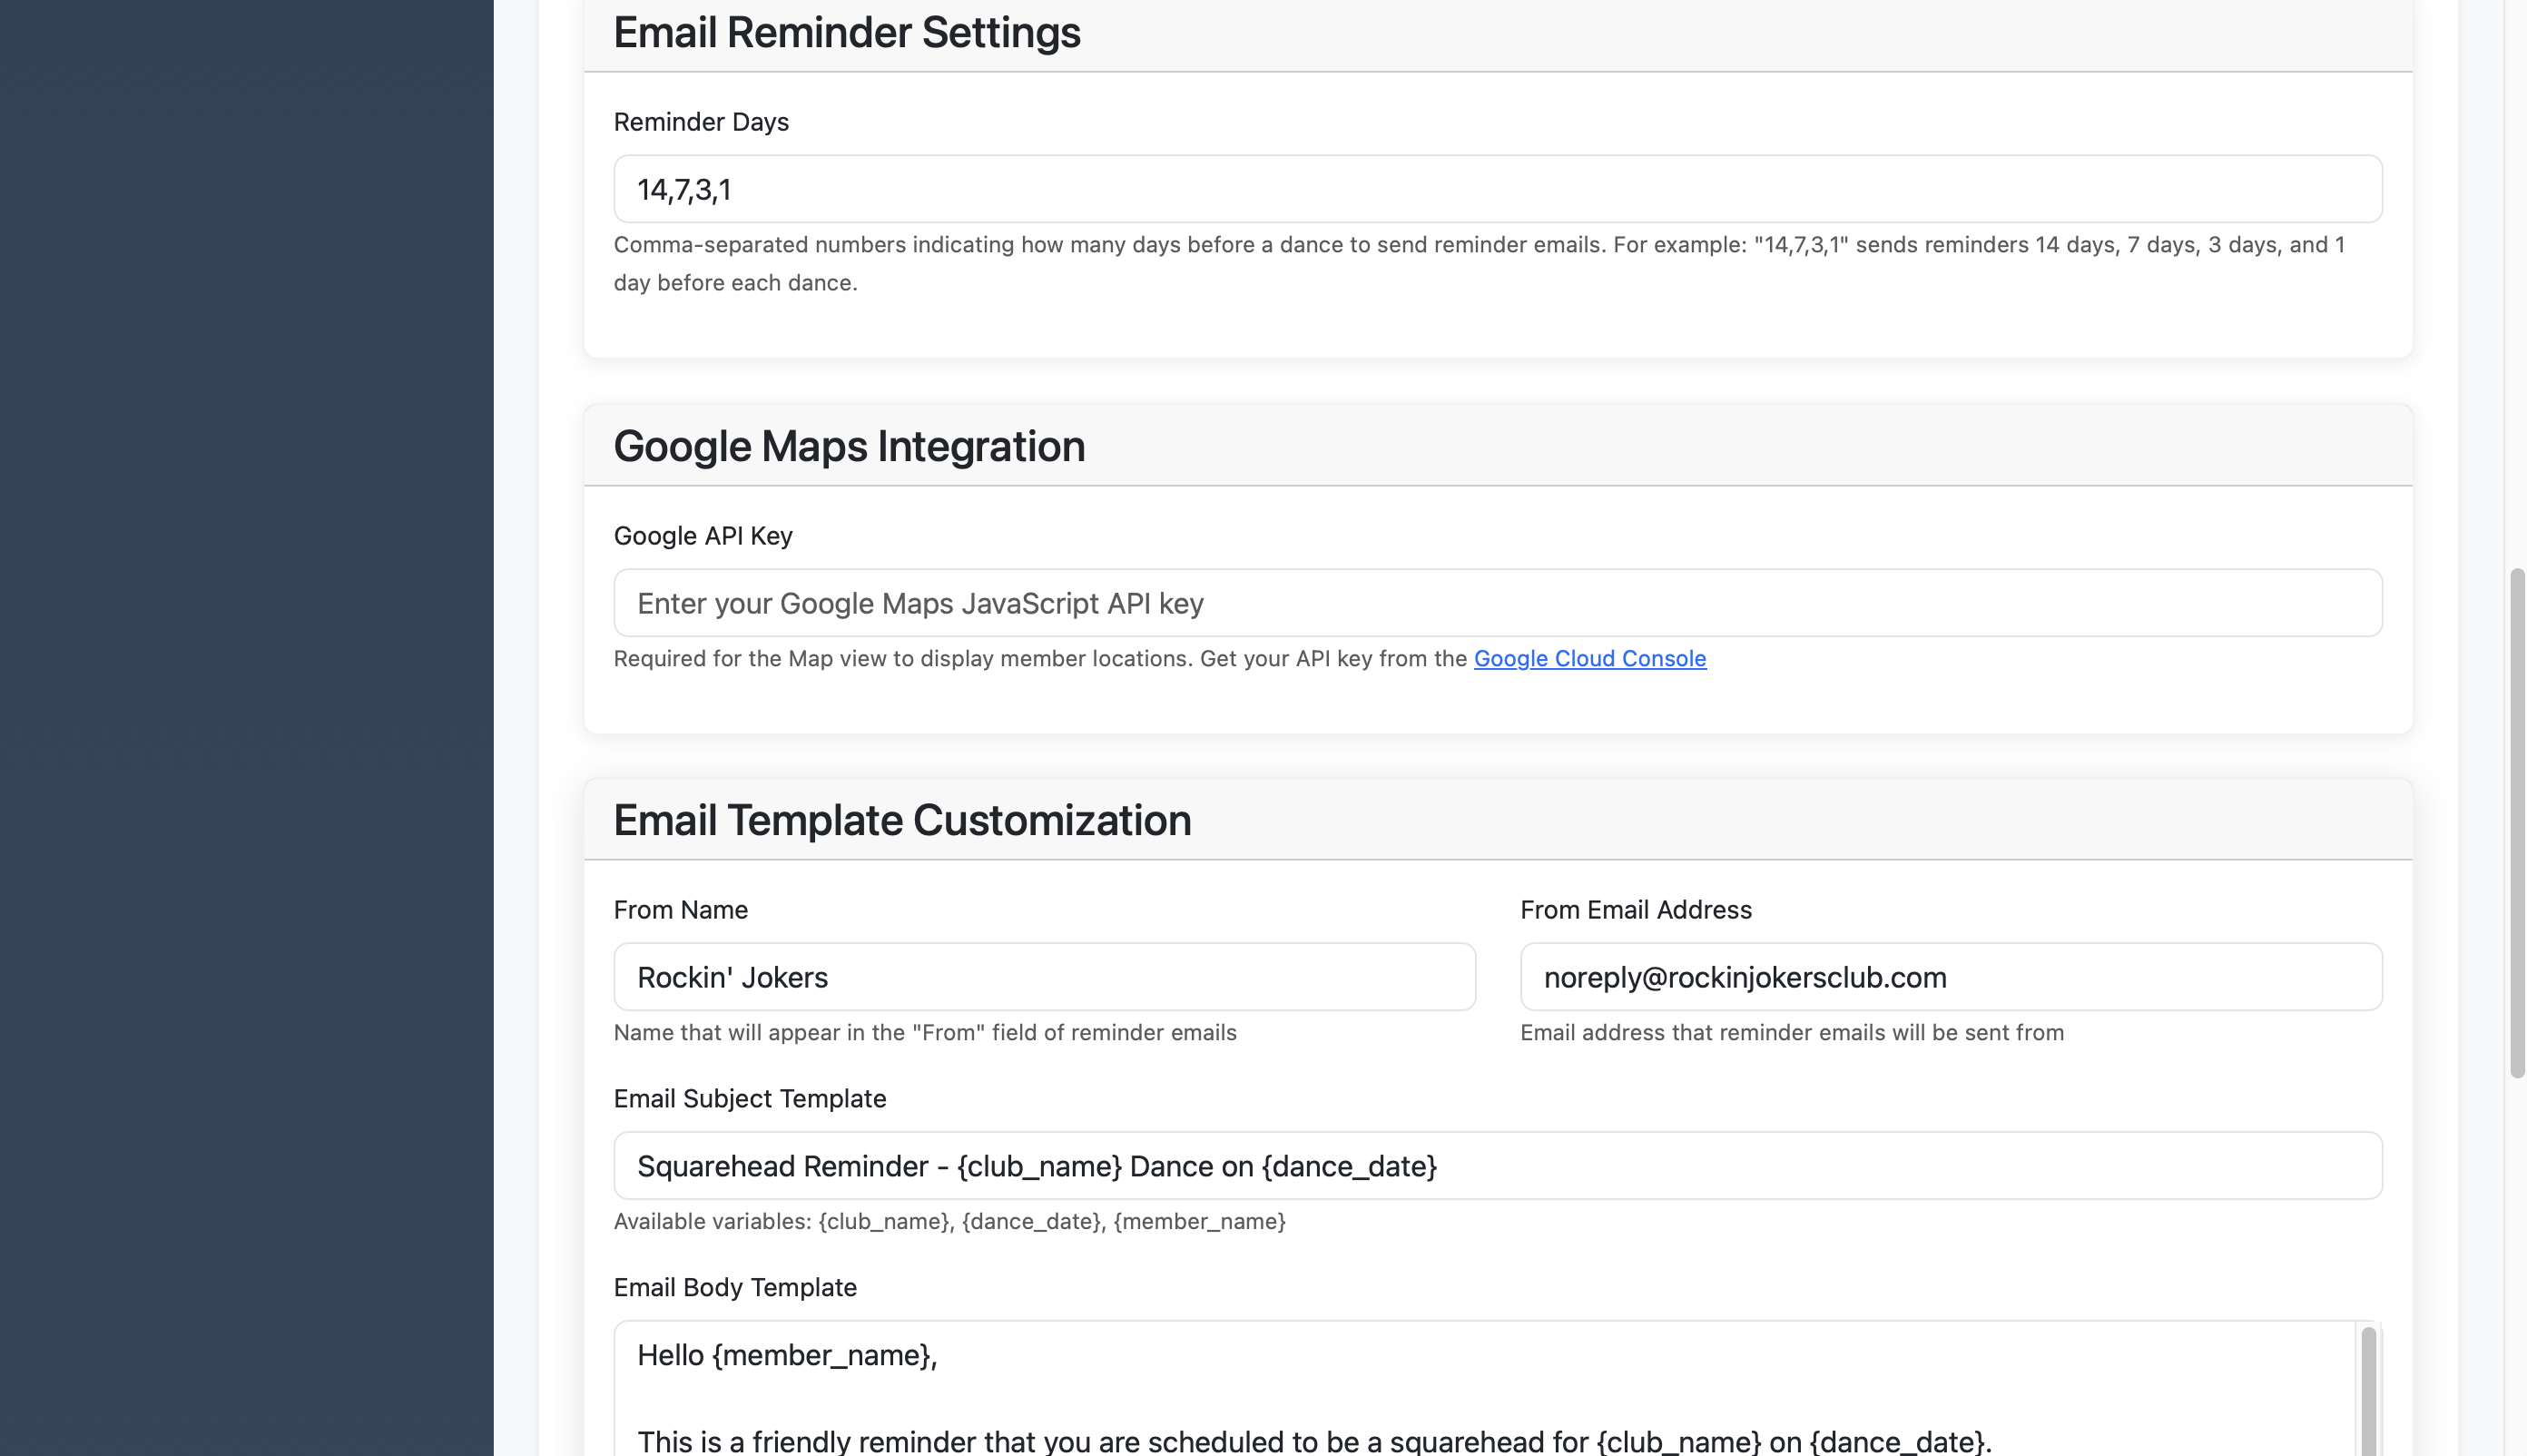 Email Reminder Settings
Reminder Days
14,7,3,1
Comma-separated numbers indicating how many days before a dance to send reminder emails. For example: "14,7,3,1" sends reminders 14 days, 7 days, 3 days, and 1
day before each dance.
Google Maps Integration
Google API Key
Enter your Google Maps JavaScript API key
Required for the Map view to display member locations. Get your API key from the Google Cloud Console
Email Template Customization
From Name
From Email Address
Rockin' Jokers
noreply@rockinjokersclub.com
Name that will appear in the "From" field of reminder emails
Email address that reminder emails will be sent from
Email Subject Template
Squarehead Reminder - {club_name} Dance on {dance_date}
Available variables: {club_name}, {dance_date}, {member_name}
Email Body Template
Hello {member_name},
This is a friendly reminder that you are scheduled to be a squarehead for {club_name} on {dance_date}.